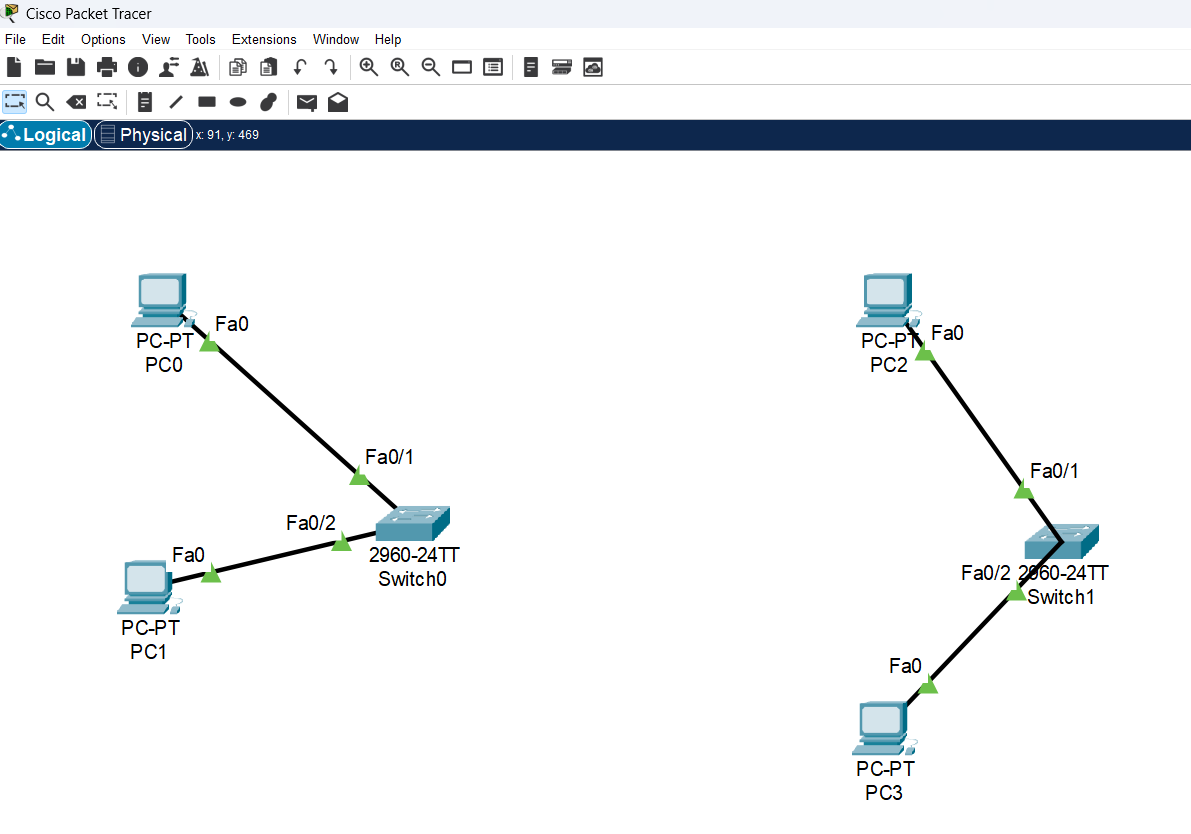 Cisco Packet Tracer
File Edit Options View Tools Extensions Window Help
Logical Physical x: 91, y: 469
PC-PT
PC0
Fa0
Fa0/1
Fa0/2
2960-24TT
Switch0
Fa0
PC-PT
PC1
PC-PT
PC2
Fa0
Fa0/1
Fa0/2 2960-24TT
Switch1
Fa0
PC-PT
PC3